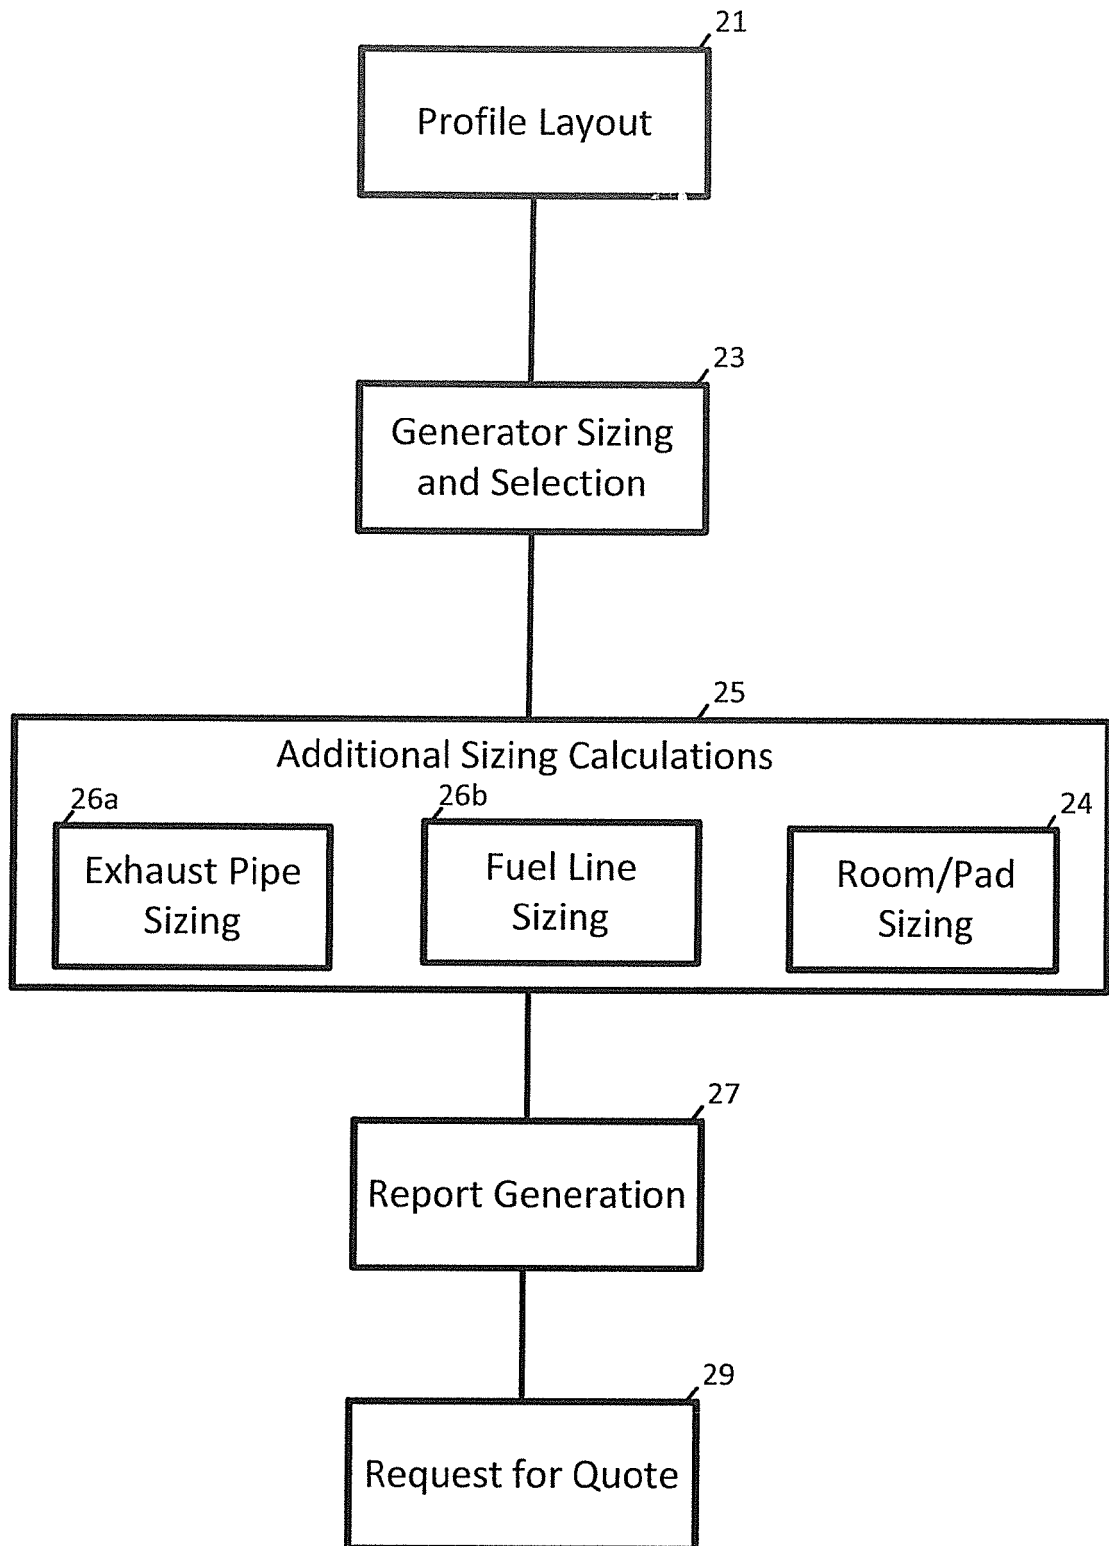 21
Profile Layout
23
Generator Sizing
and Selection
25
Additional Sizing Calculations
26a
Exhaust Pipe
Sizing
26b
Fuel Line
Sizing
24
Room/Pad
Sizing
27
Report Generation
29
Request for Quote